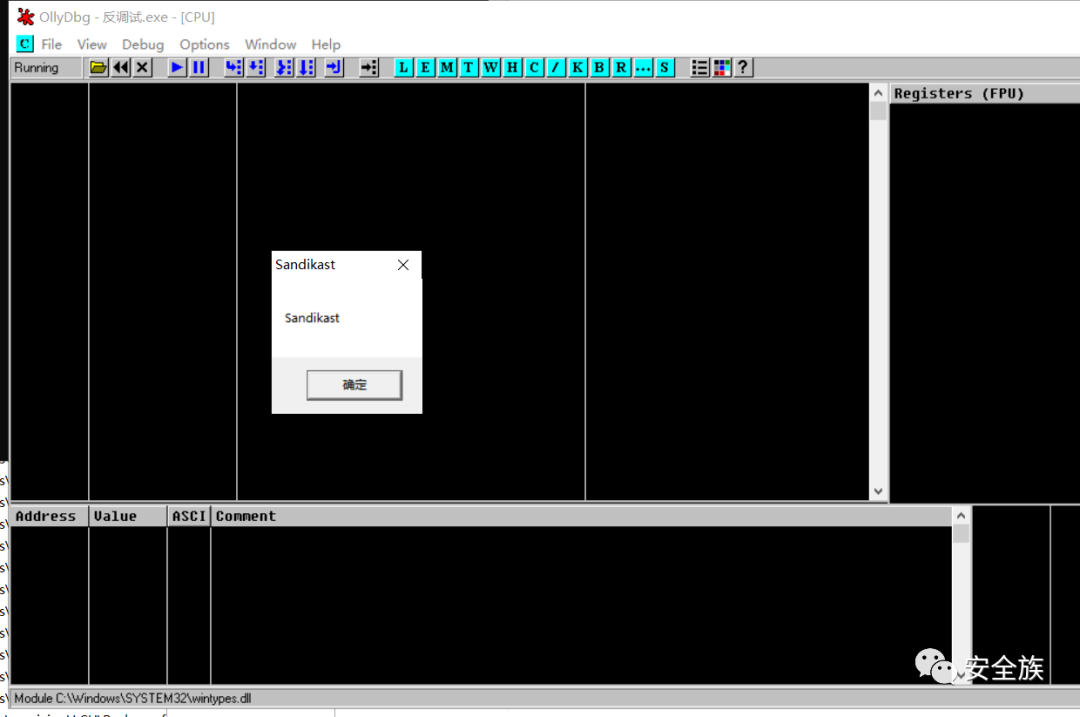 OllyDbg - 反调试.exe - [CPU]
C File View Debug Options Window Help
Running L E M T W H C / K B R ... S ?
Registers (FPU)
Sandikast
Sandikast
确定
Address Value ASCI Comment
安全族
Module C:\Windows\SYSTEM32\wintypes.dll